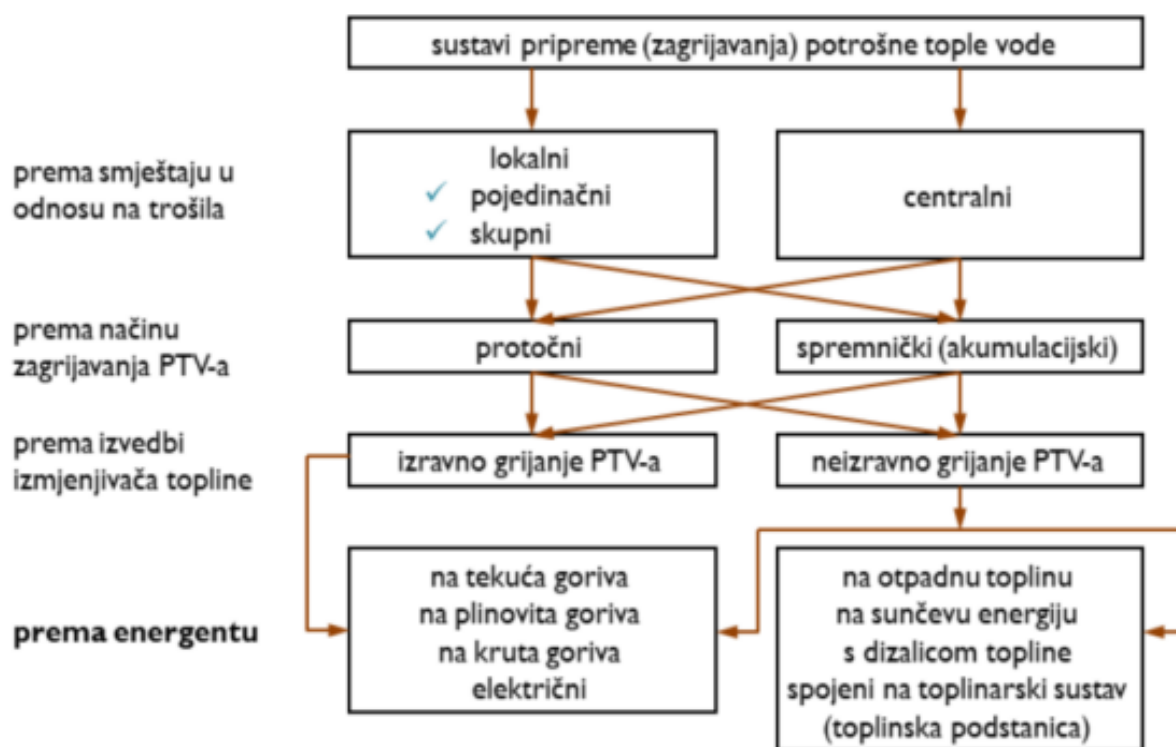 sustavi pripreme (zagrijavanja) potrošne tople vode
prema smještaju u
odnosu na trošila
lokalni
✓ pojedinačni
✓ skupni
centralni
prema načinu
zagrijavanja PTV-a
protočni
spremnički (akumulacijski)
prema izvedbi
izmjenjivača topline
izravno grijanje PTV-a
neizravno grijanje PTV-a
prema energentu
na tekuća goriva
na plinovita goriva
na kruta goriva
električni
na otpadnu toplinu
na sunčevu energiju
s dizalicom topline
spojeni na toplinarski sustav
(toplinska podstanica)